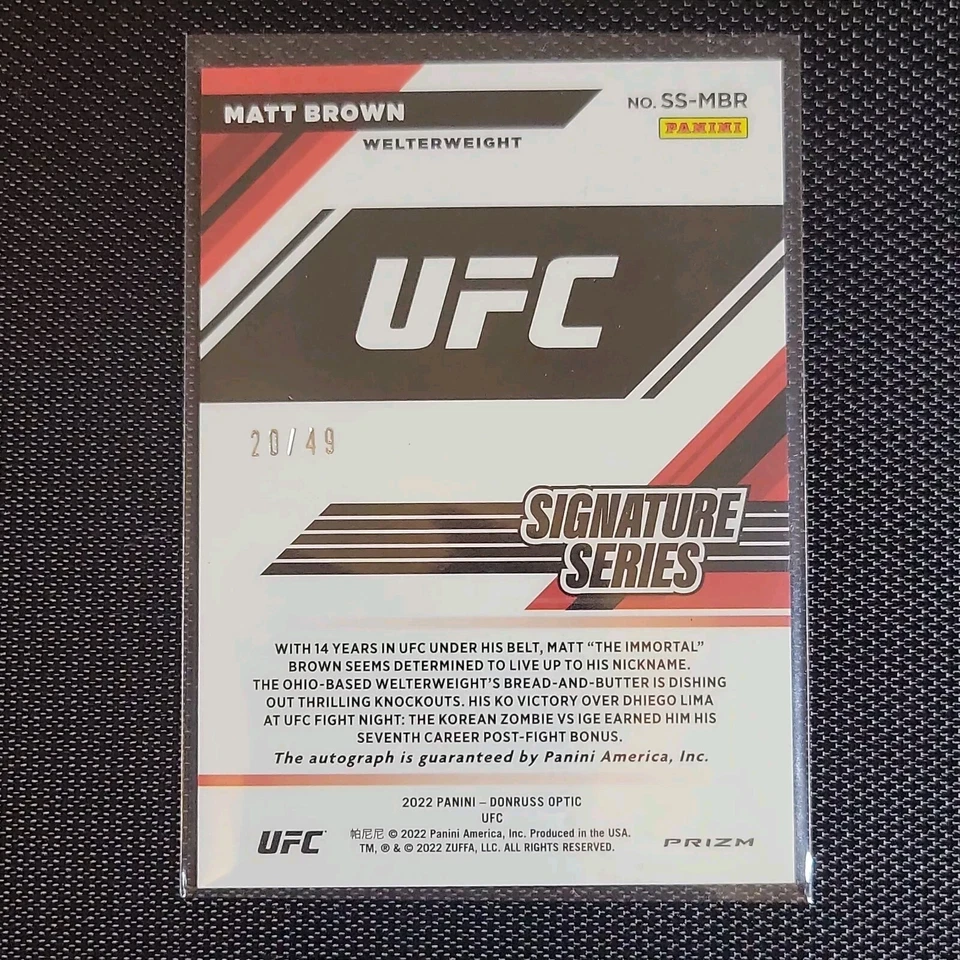 MATT BROWN
NO. SS-MBR
PANINI
WELTERWEIGHT
UFC
20/49
SIGNATURE
SERIES
WITH 14 YEARS IN UFC UNDER HIS BELT, MATT “THE IMMORTAL”
BROWN SEEMS DETERMINED TO LIVE UP TO HIS NICKNAME.
THE OHIO-BASED WELTERWEIGHT’S BREAD-AND-BUTTER IS DISHING
OUT THRILLING KNOCKOUTS. HIS KO VICTORY OVER DHIEGO LIMA
AT UFC FIGHT NIGHT: THE KOREAN ZOMBIE VS IGE EARNED HIM HIS
SEVENTH CAREER POST-FIGHT BONUS.
The autograph is guaranteed by Panini America, Inc.
2022 PANINI – DONRUSS OPTIC
UFC
UFC
帕尼尼 © 2022 Panini America, Inc. Produced in the USA.
TM, ® & © 2022 ZUFFA, LLC. ALL RIGHTS RESERVED.
PRIZM